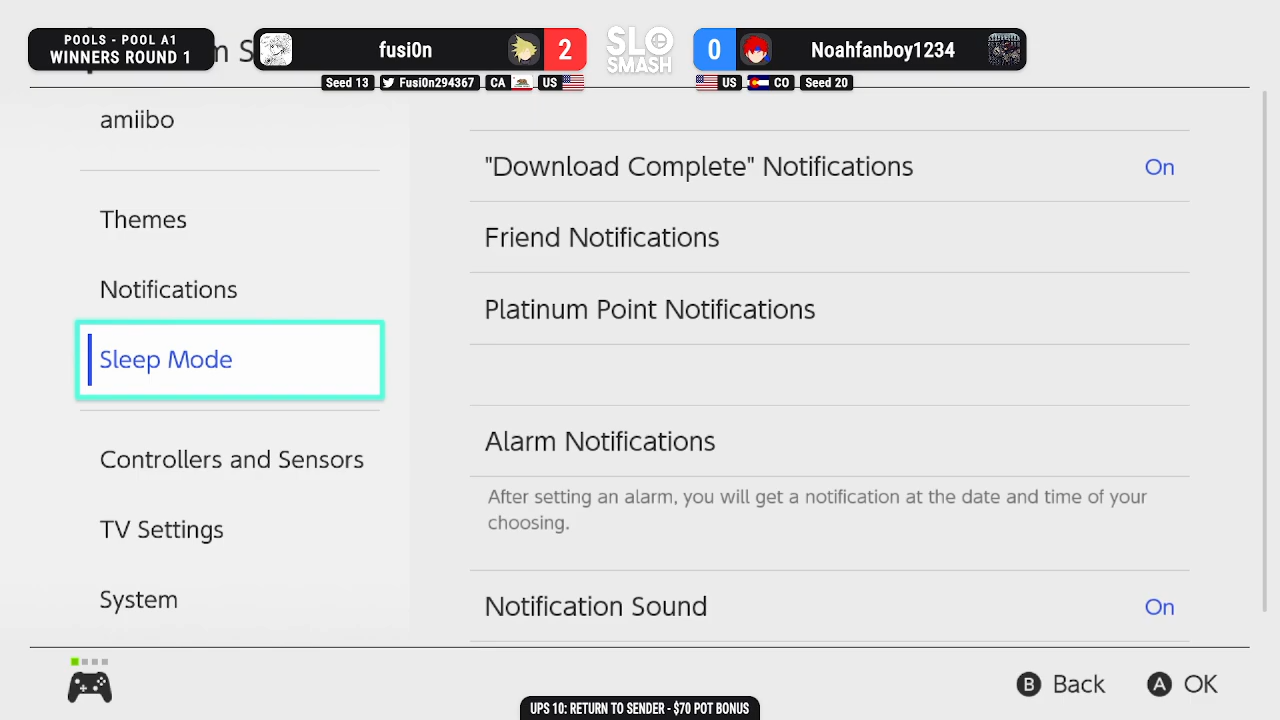 POOLS - POOL A1
WINNERS ROUND 1
fusi0n
2
SLO
SMASH
0
Noahfanboy1234
Seed 13
Fusi0n294367
CA
US
US
CO
Seed 20
amiibo
Themes
Notifications
Sleep Mode
Controllers and Sensors
TV Settings
System
"Download Complete" Notifications
On
Friend Notifications
Platinum Point Notifications
Alarm Notifications
After setting an alarm, you will get a notification at the date and time of your
choosing.
Notification Sound
On
B Back
A OK
UPS 10: RETURN TO SENDER - $70 POT BONUS